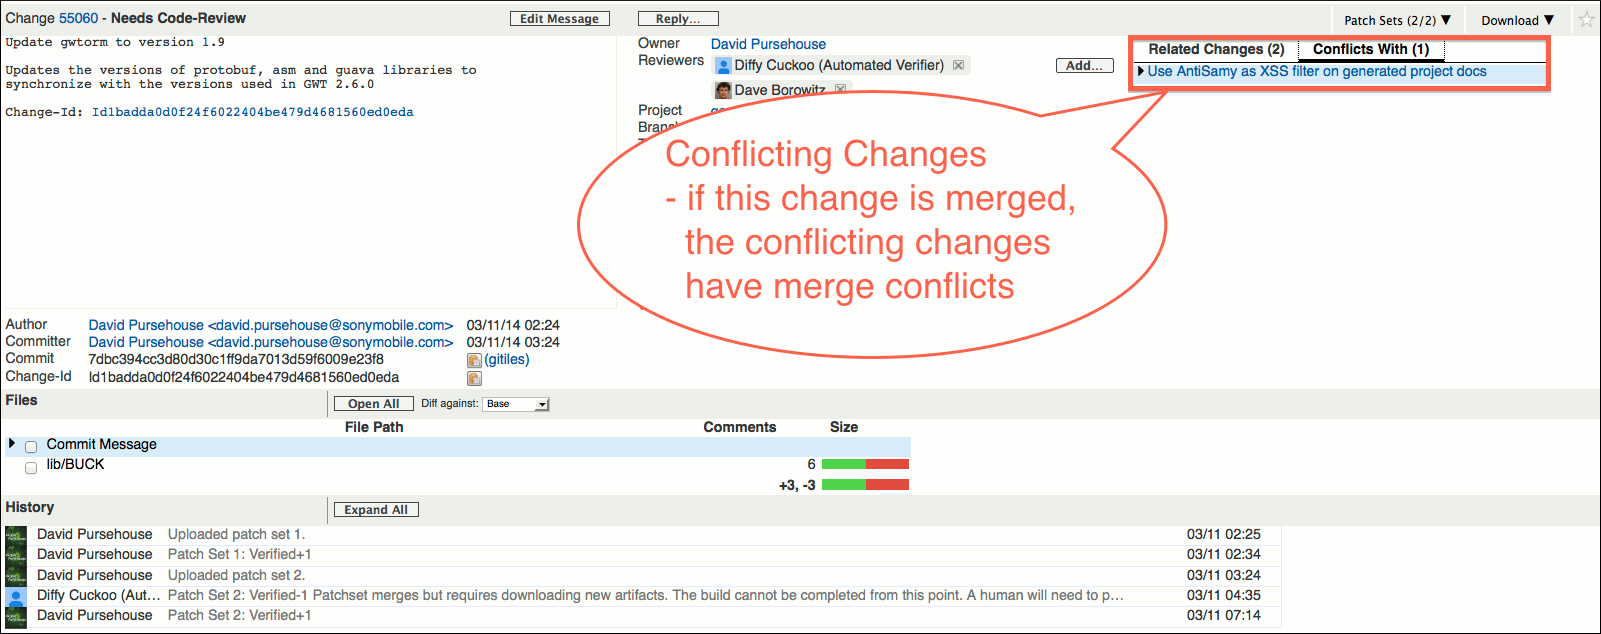 Change 55060 - Needs Code-Review
Edit Message
Reply...
Patch Sets (2/2) ▼
Download ▼
Update gwtorm to version 1.9
Updates the versions of protobuf, asm and guava libraries to
synchronize with the versions used in GWT 2.6.0
Change-Id: Id1badda0d0f24f6022404be479d4681560ed0eda
Owner David Pursehouse
Reviewers Diffy Cuckoo (Automated Verifier)
Add...
Dave Borowitz
Project
Related Changes (2)
Conflicts With (1)
Use AntiSamy as XSS filter on generated project docs
Conflicting Changes
- if this change is merged,
the conflicting changes
have merge conflicts
Author David Pursehouse <david.pursehouse@sonymobile.com> 03/11/14 02:24
Committer David Pursehouse <david.pursehouse@sonymobile.com> 03/11/14 03:24
Commit 7dbc394cc3d80d30c1ff9da7013d59f6009e23f8 (gitiles)
Change-Id Id1badda0d0f24f6022404be479d4681560ed0eda
Files
Open All
Diff against: Base
File Path Comments Size
Commit Message
lib/BUCK 6
+3, -3
History
Expand All
David Pursehouse Uploaded patch set 1. 03/11 02:25
David Pursehouse Patch Set 1: Verified+1 03/11 02:34
David Pursehouse Uploaded patch set 2. 03/11 03:24
Diffy Cuckoo (Aut... Patch Set 2: Verified-1 Patchset merges but requires downloading new artifacts. The build cannot be completed from this point. A human will need to p... 03/11 04:35
David Pursehouse Patch Set 2: Verified+1 03/11 07:14